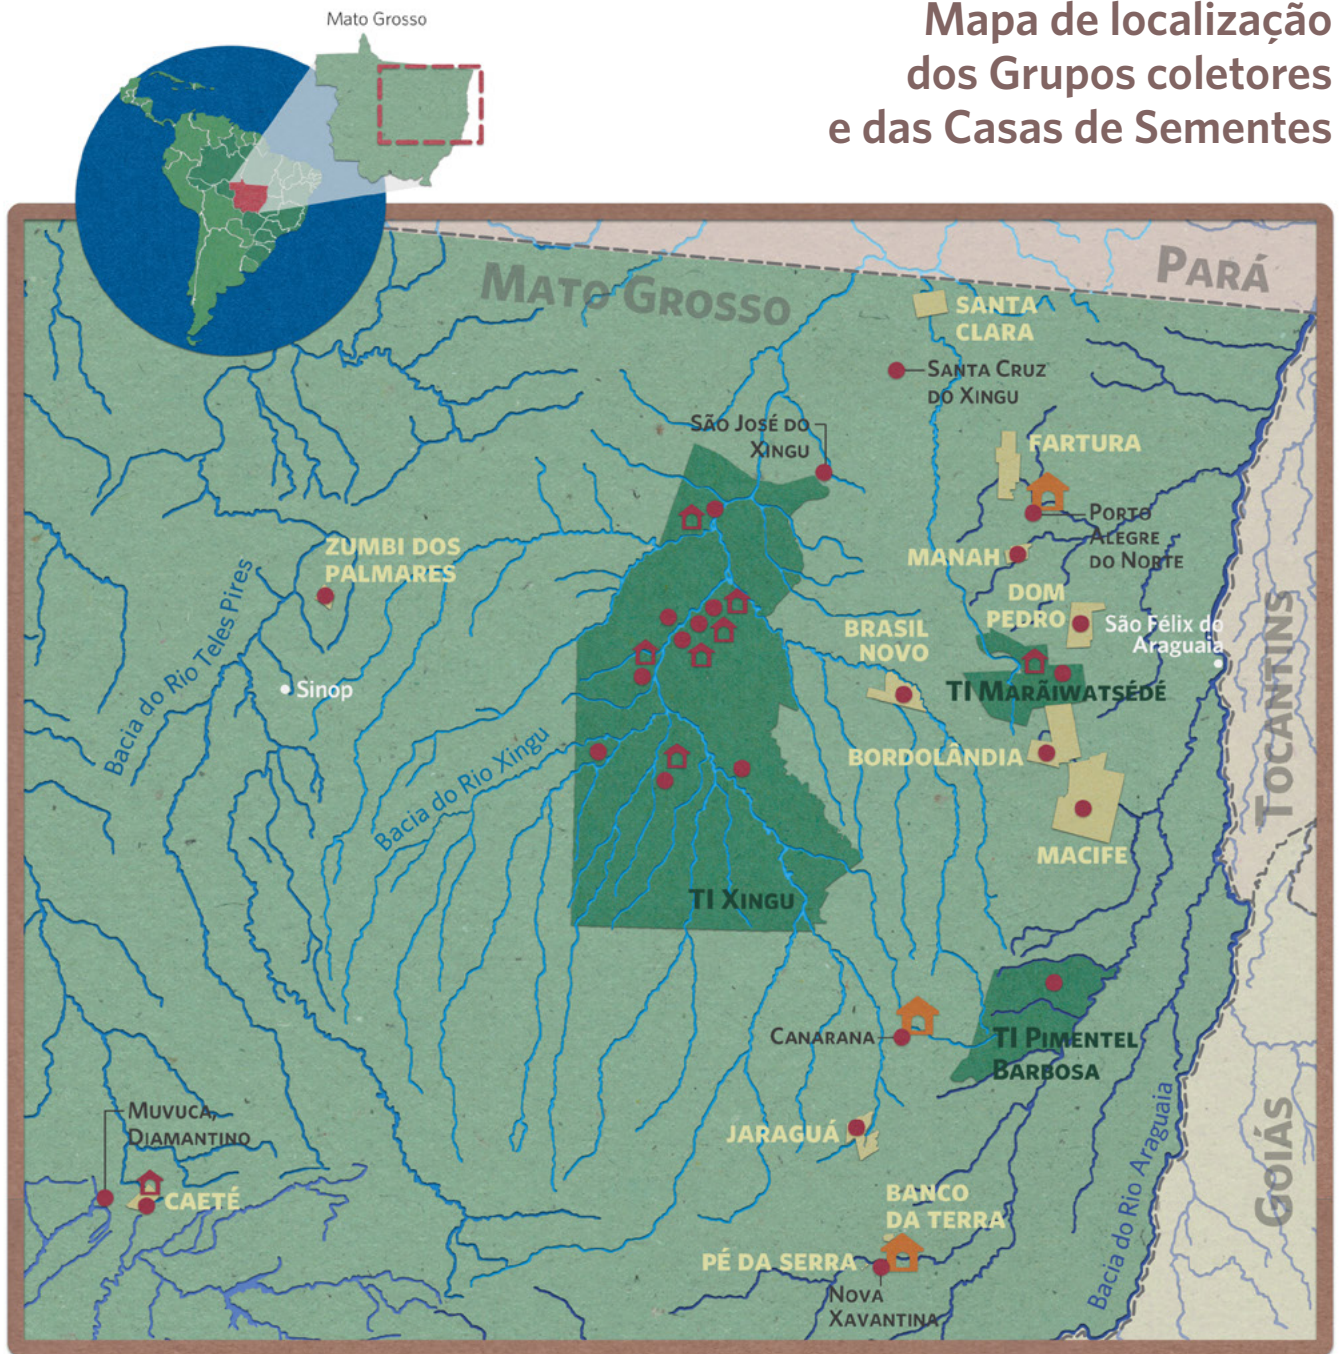 Mato Grosso
Mapa de localização
dos Grupos coletores
e das Casas de Sementes
MATO GROSSO
PARÁ
SANTA
CLARA
SANTA CRUZ
DO XINGU
SÃO JOSÉ DO
XINGU
FARTURA
PORTO
ALEGRE
DO NORTE
ZUMBI DOS
PALMARES
MANAH
DOM
PEDRO
São Félix do
Araguaia
BRASIL
NOVO
TI MARÃIWATSÉDÉ
Bacia do Rio Teles Pires
Sinop
TOCANTINS
Bacia do Rio Xingu
BORDOLÂNDIA
MACIFE
TI XINGU
CANARANA
TI PIMENTEL
BARBOSA
MUVUCA,
DIAMANTINO
JARAGUÁ
CAETÉ
BANCO
DA TERRA
GOIÁS
Bacia do Rio Araguaia
PÉ DA SERRA
NOVA
XAVANTINA